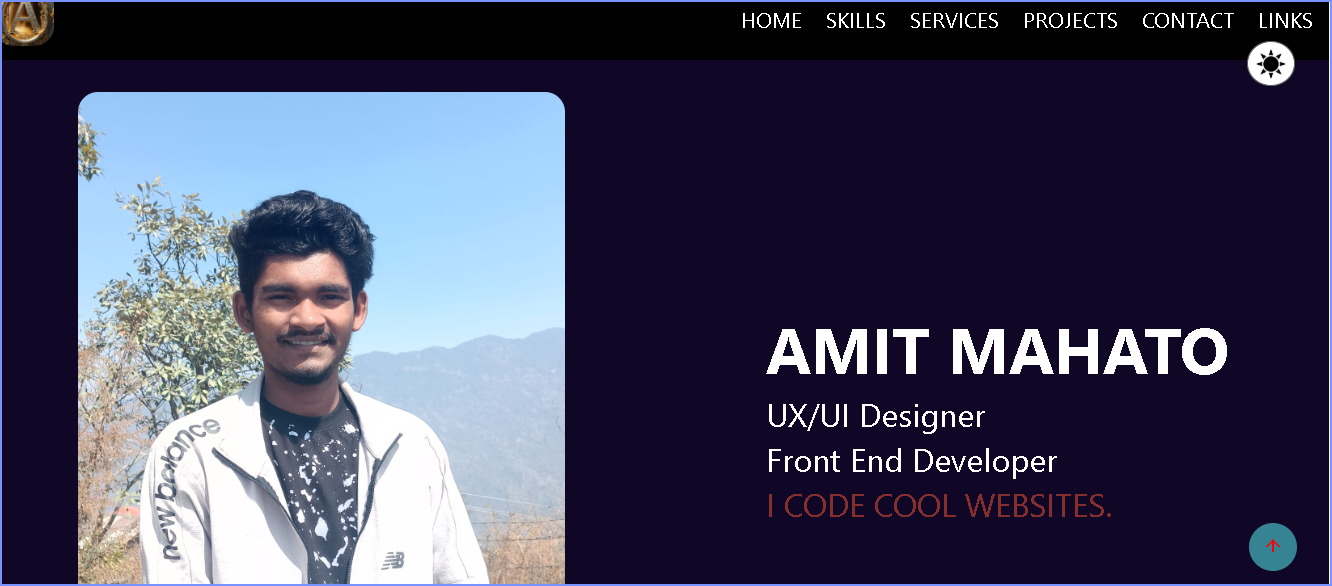 A
HOME SKILLS SERVICES PROJECTS CONTACT LINKS
new balance
NB
AMIT MAHATO
UX/UI Designer
Front End Developer
I CODE COOL WEBSITES.